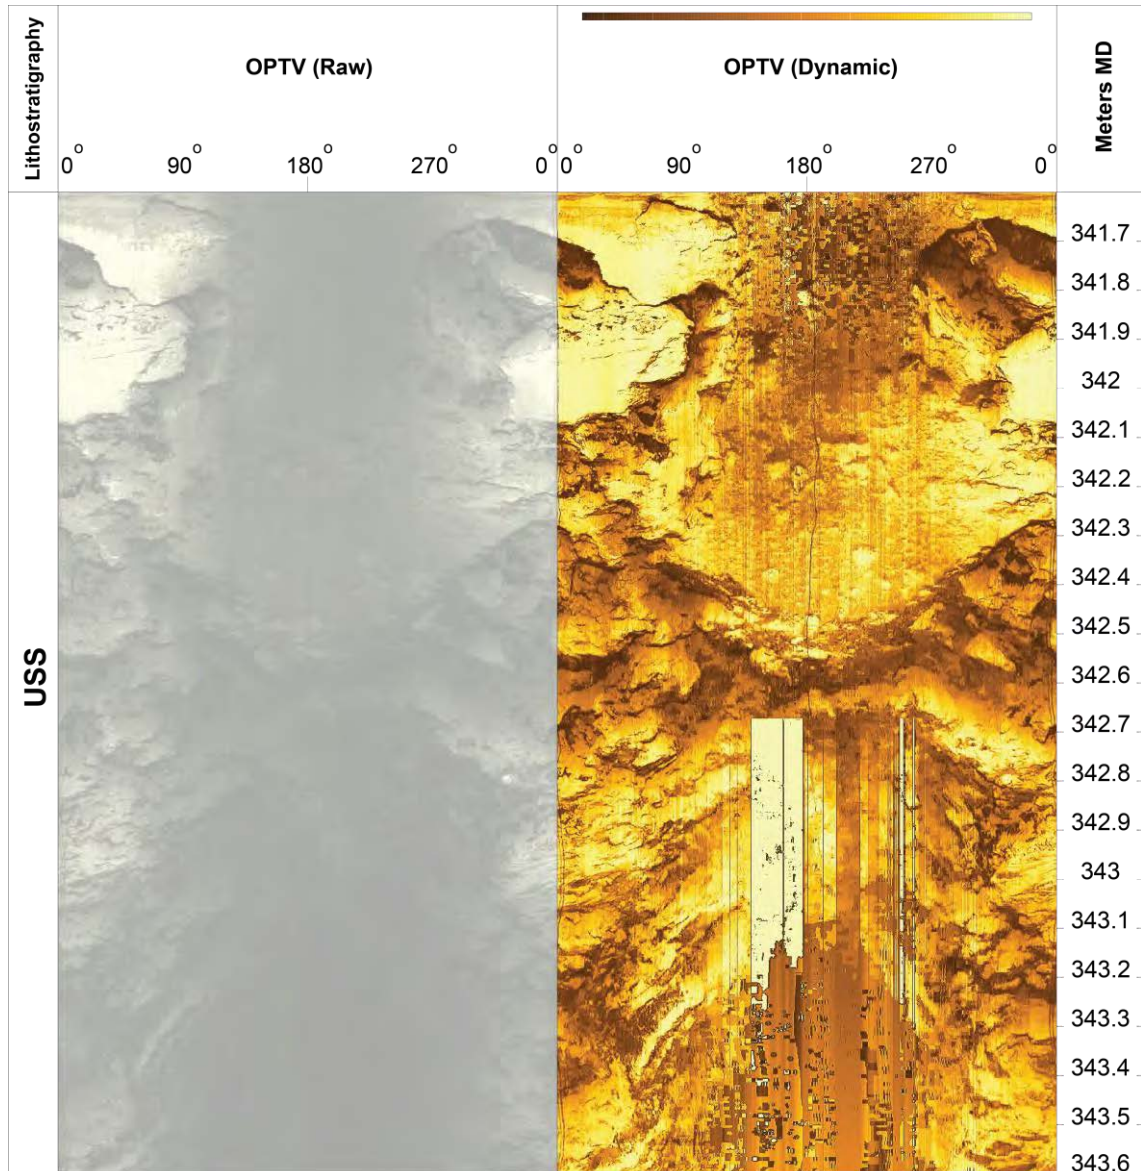 Lithostratigraphy
OPTV (Raw)
OPTV (Dynamic)
Meters MD
0° 90° 180° 270° 0°
0° 90° 180° 270° 0°
USS
341.7
341.8
341.9
342
342.1
342.2
342.3
342.4
342.5
342.6
342.7
342.8
342.9
343
343.1
343.2
343.3
343.4
343.5
343.6